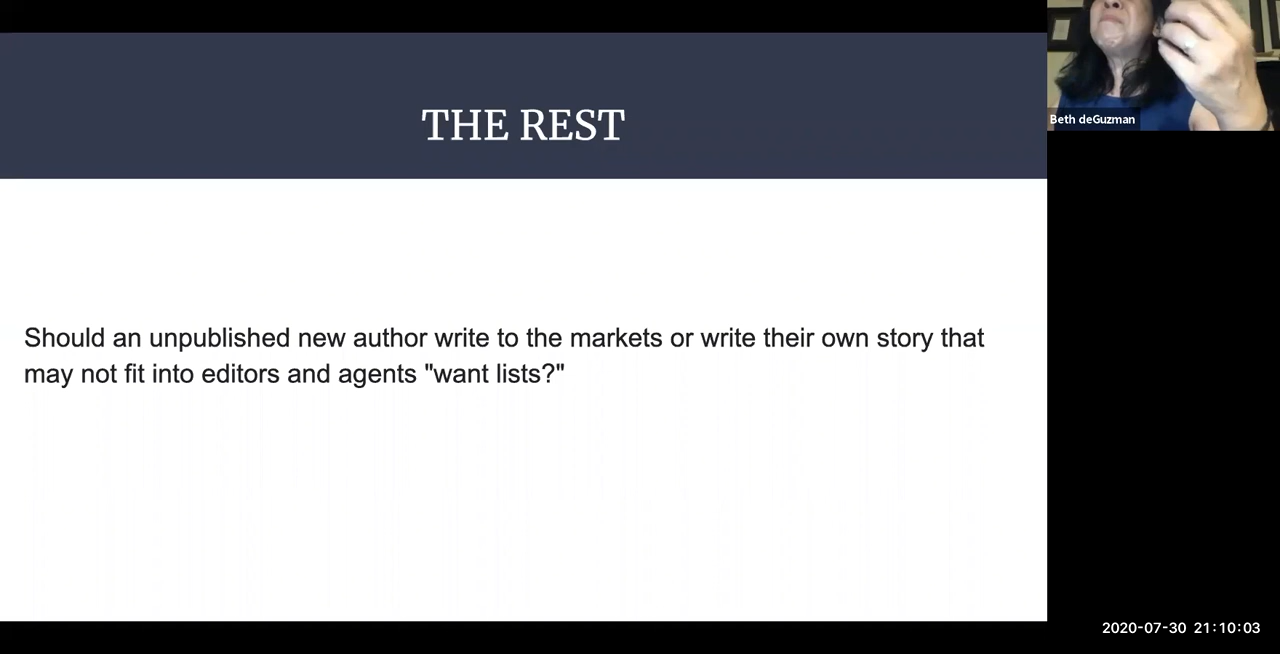 THE REST
Beth deGuzman
Should an unpublished new author write to the markets or write their own story that
may not fit into editors and agents "want lists?"
2020-07-30 21:10:03